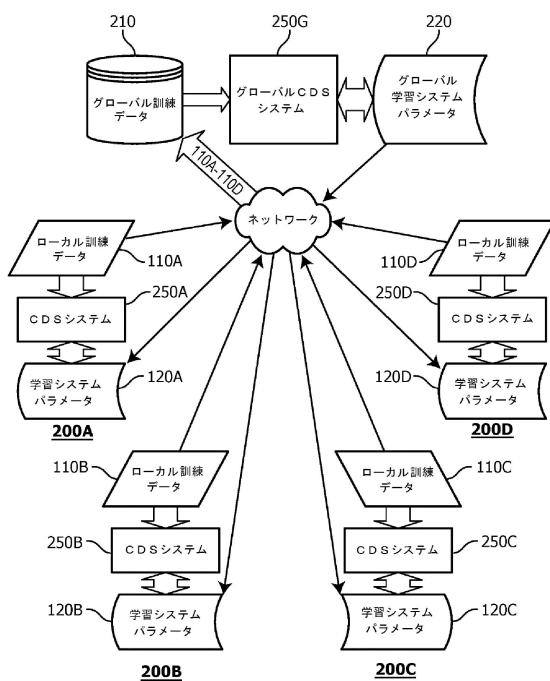 210
250G
220
グローバル訓練
データ
グローバルCDS
システム
グローバル
学習システム
パラメータ
110A-110D
ネットワーク
ローカル訓練
データ
110A
250A
CDSシステム
学習システム
パラメータ
120A
200A
ローカル訓練
データ
110D
250D
CDSシステム
120D
学習システム
パラメータ
200D
110B
ローカル訓練
データ
250B
CDSシステム
120B
学習システム
パラメータ
200B
ローカル訓練
データ
110C
CDSシステム
250C
学習システム
パラメータ
120C
200C